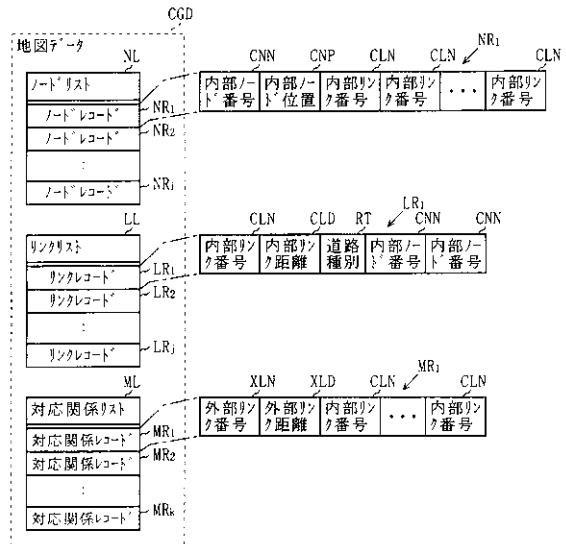 CGD
地図データ
NL
ノードリスト
ノードレコード NR₁
ノードレコード NR₂
:
ノードレコード NRᵢ
CNN CNP CLN CLN NR₁ CLN
内部ノード番号 内部ノード位置 内部リンク番号 内部リンク番号 ・・・ 内部リンク番号
LL
リンクリスト
リンクレコード LR₁
リンクレコード LR₂
:
リンクレコード LRⱼ
CLN CLD RT LR₁ CNN CNN
内部リンク番号 内部リンク距離 道路種別 内部ノード番号 内部ノード番号
ML
対応関係リスト
対応関係レコード MR₁
対応関係レコード MR₂
:
対応関係レコード MRₖ
XLN XLD CLN MR₁ CLN
外部リンク番号 外部リンク距離 内部リンク番号 ・・・ 内部リンク番号